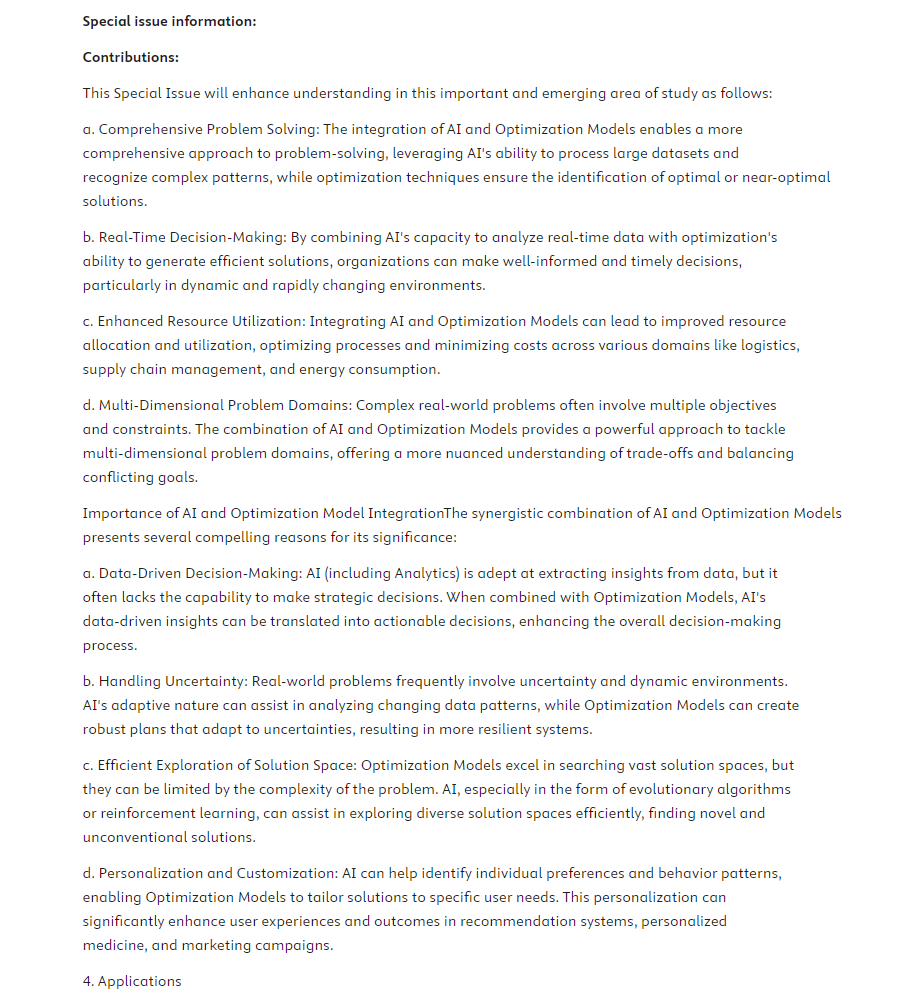 Special issue information:
Contributions:
This Special Issue will enhance understanding in this important and emerging area of study as follows:
a. Comprehensive Problem Solving: The integration of AI and Optimization Models enables a more
comprehensive approach to problem-solving, leveraging AI's ability to process large datasets and
recognize complex patterns, while optimization techniques ensure the identification of optimal or near-optimal
solutions.
b. Real-Time Decision-Making: By combining AI's capacity to analyze real-time data with optimization's
ability to generate efficient solutions, organizations can make well-informed and timely decisions,
particularly in dynamic and rapidly changing environments.
c. Enhanced Resource Utilization: Integrating AI and Optimization Models can lead to improved resource
allocation and utilization, optimizing processes and minimizing costs across various domains like logistics,
supply chain management, and energy consumption.
d. Multi-Dimensional Problem Domains: Complex real-world problems often involve multiple objectives
and constraints. The combination of AI and Optimization Models provides a powerful approach to tackle
multi-dimensional problem domains, offering a more nuanced understanding of trade-offs and balancing
conflicting goals.
Importance of AI and Optimization Model IntegrationThe synergistic combination of AI and Optimization Models
presents several compelling reasons for its significance:
a. Data-Driven Decision-Making: AI (including Analytics) is adept at extracting insights from data, but it
often lacks the capability to make strategic decisions. When combined with Optimization Models, AI's
data-driven insights can be translated into actionable decisions, enhancing the overall decision-making
process.
b. Handling Uncertainty: Real-world problems frequently involve uncertainty and dynamic environments.
AI's adaptive nature can assist in analyzing changing data patterns, while Optimization Models can create
robust plans that adapt to uncertainties, resulting in more resilient systems.
c. Efficient Exploration of Solution Space: Optimization Models excel in searching vast solution spaces, but
they can be limited by the complexity of the problem. AI, especially in the form of evolutionary algorithms
or reinforcement learning, can assist in exploring diverse solution spaces efficiently, finding novel and
unconventional solutions.
d. Personalization and Customization: AI can help identify individual preferences and behavior patterns,
enabling Optimization Models to tailor solutions to specific user needs. This personalization can
significantly enhance user experiences and outcomes in recommendation systems, personalized
medicine, and marketing campaigns.
4. Applications